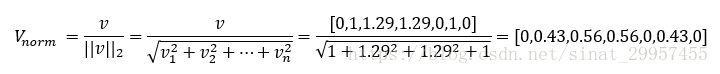 V_norm = v / ||v||_2 = v / √(v_1^2 + v_2^2 + ⋯ + v_n^2) = [0,1,1.29,1.29,0,1,0] / √(1 + 1.29^2 + 1.29^2 + 1) = [0,0.43,0.56,0.56,0,0.43,0]
https://blog.csdn.net/sinat_29957455